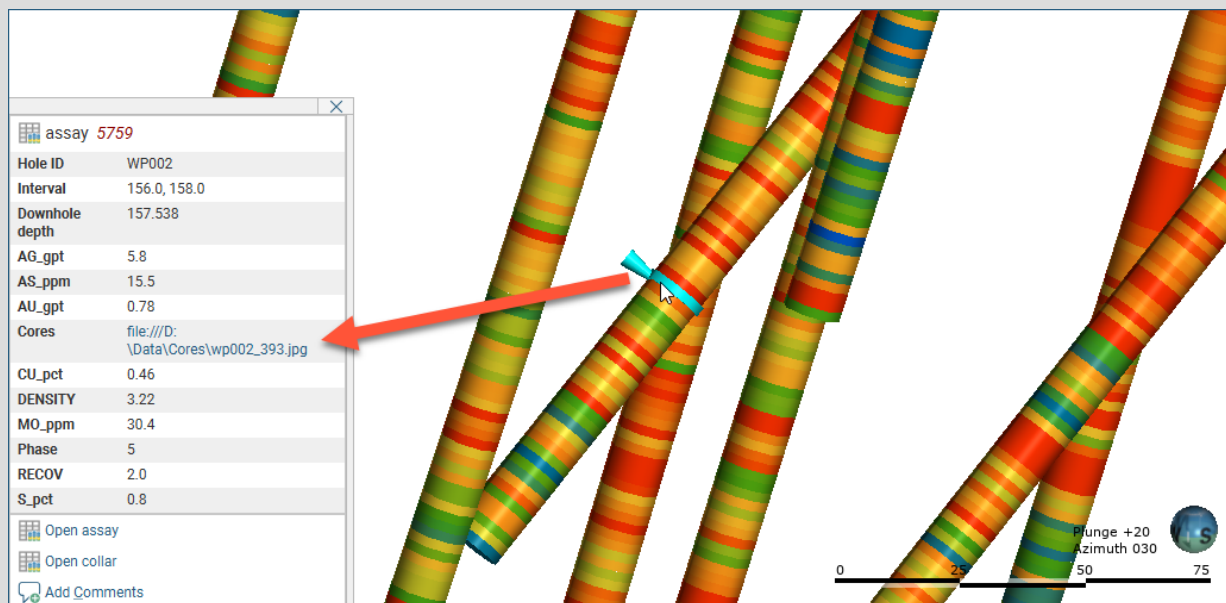 assay 5759
Hole ID WP002
Interval 156.0, 158.0
Downhole 157.538
depth
AG_gpt 5.8
AS_ppm 15.5
AU_gpt 0.78
Cores file:///D:
\Data\Cores\wp002_393.jpg
CU_pct 0.46
DENSITY 3.22
MO_ppm 30.4
Phase 5
RECOV 2.0
S_pct 0.8
Open assay
Open collar
Add Comments
Plunge +20
Azimuth 030
0 25 50 75